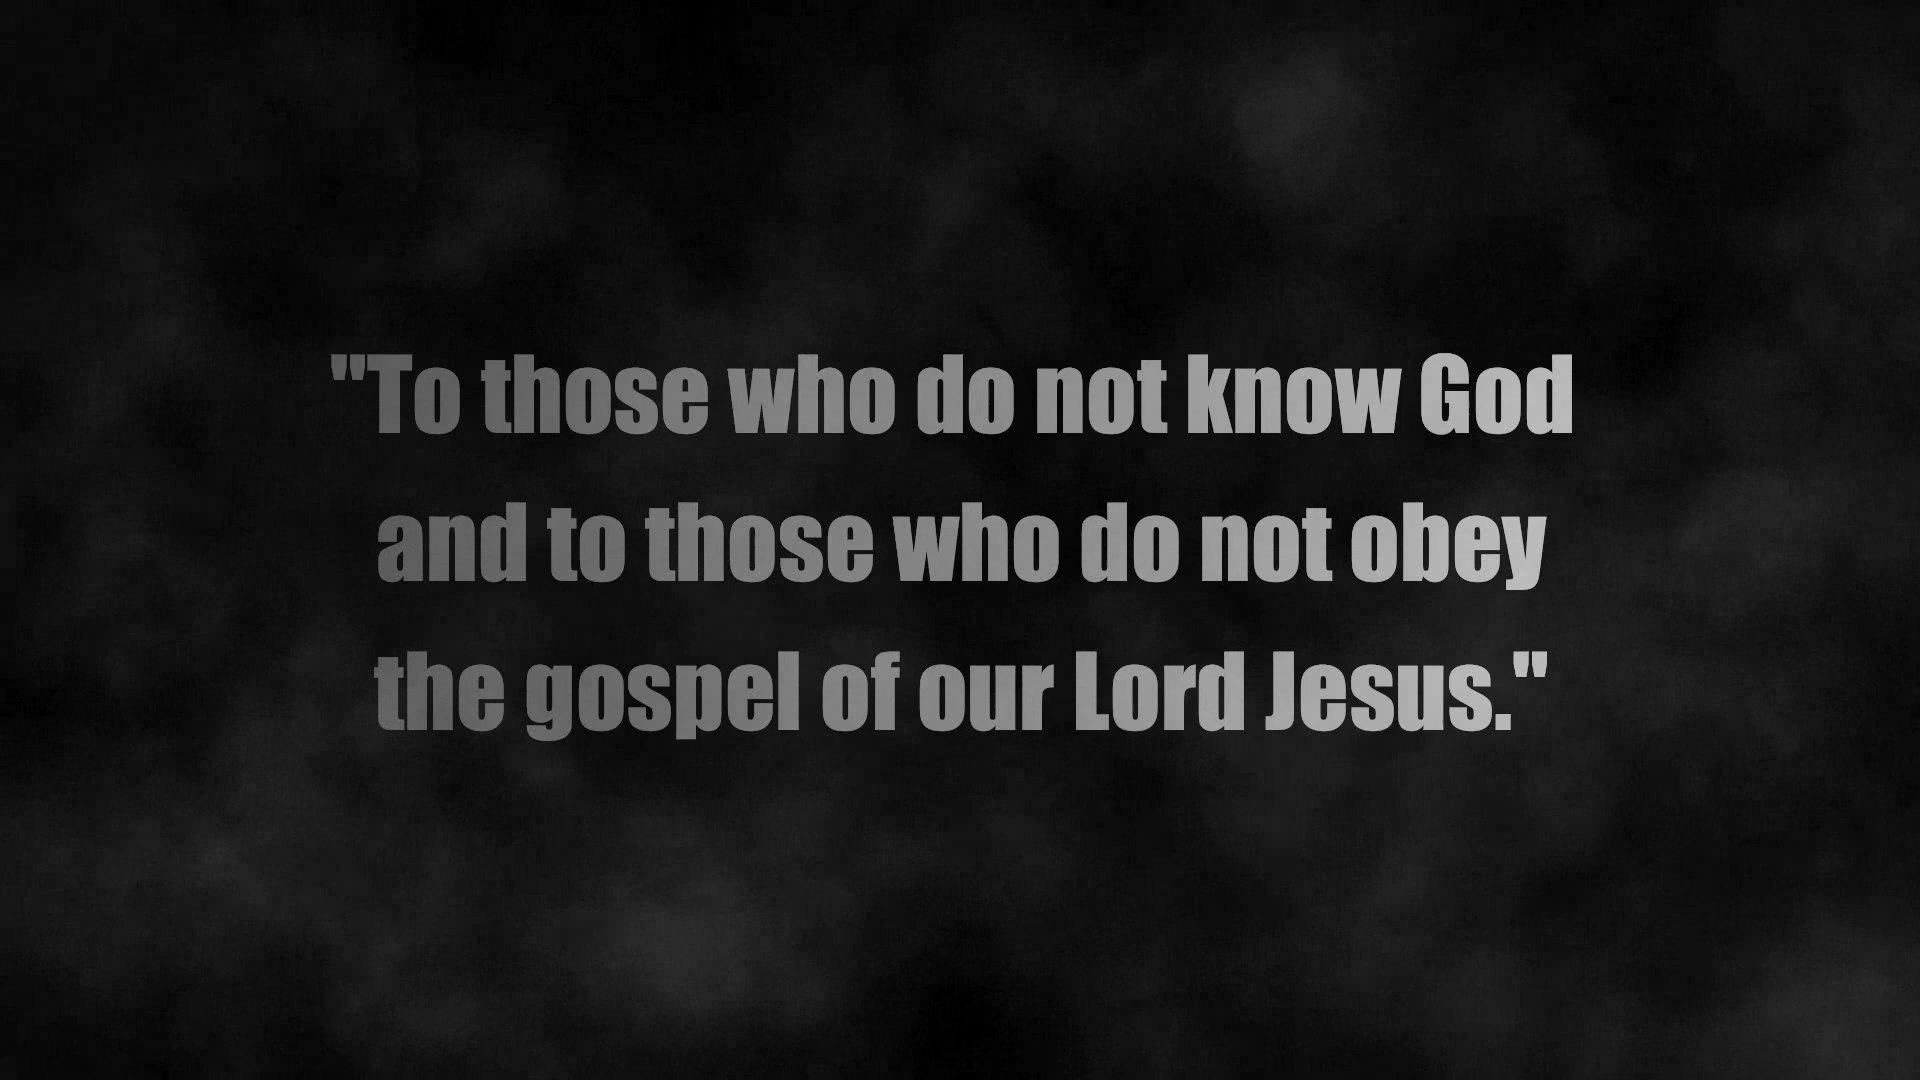 "To those who do not know God
and to those who do not obey
the gospel of our Lord Jesus."